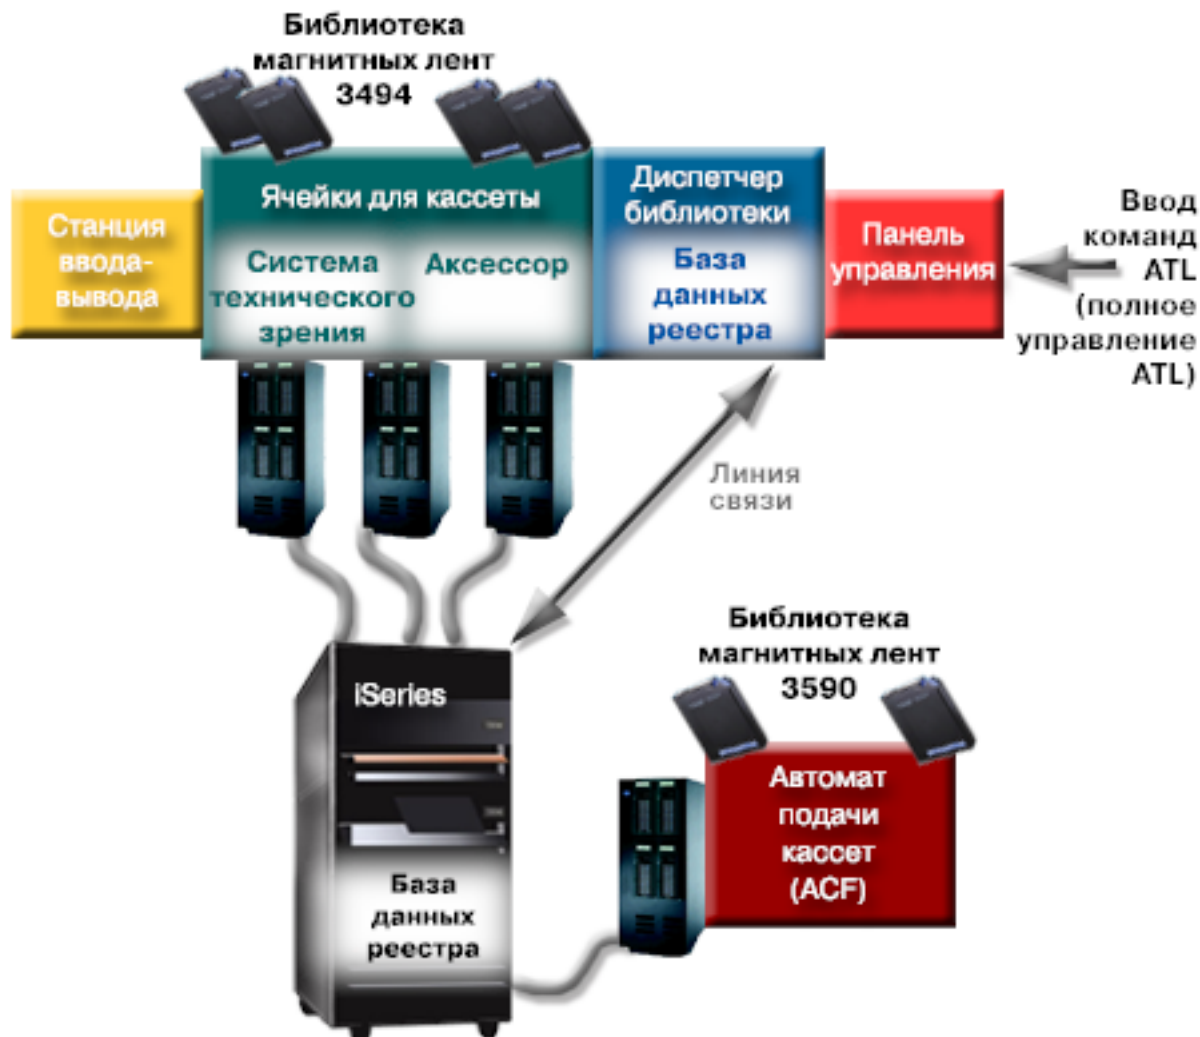 Библиотека
магнитных лент
3494
Ячейки для кассеты
Диспетчер
библиотеки
Станция
ввода-
вывода
Система
технического
зрения
Аксессор
База
данных
реестра
Панель
управления
Ввод
команд
ATL
(полное
управление
ATL)
Линия
связи
iSeries
База
данных
реестра
Библиотека
магнитных лент
3590
Автомат
подачи
кассет
(ACF)